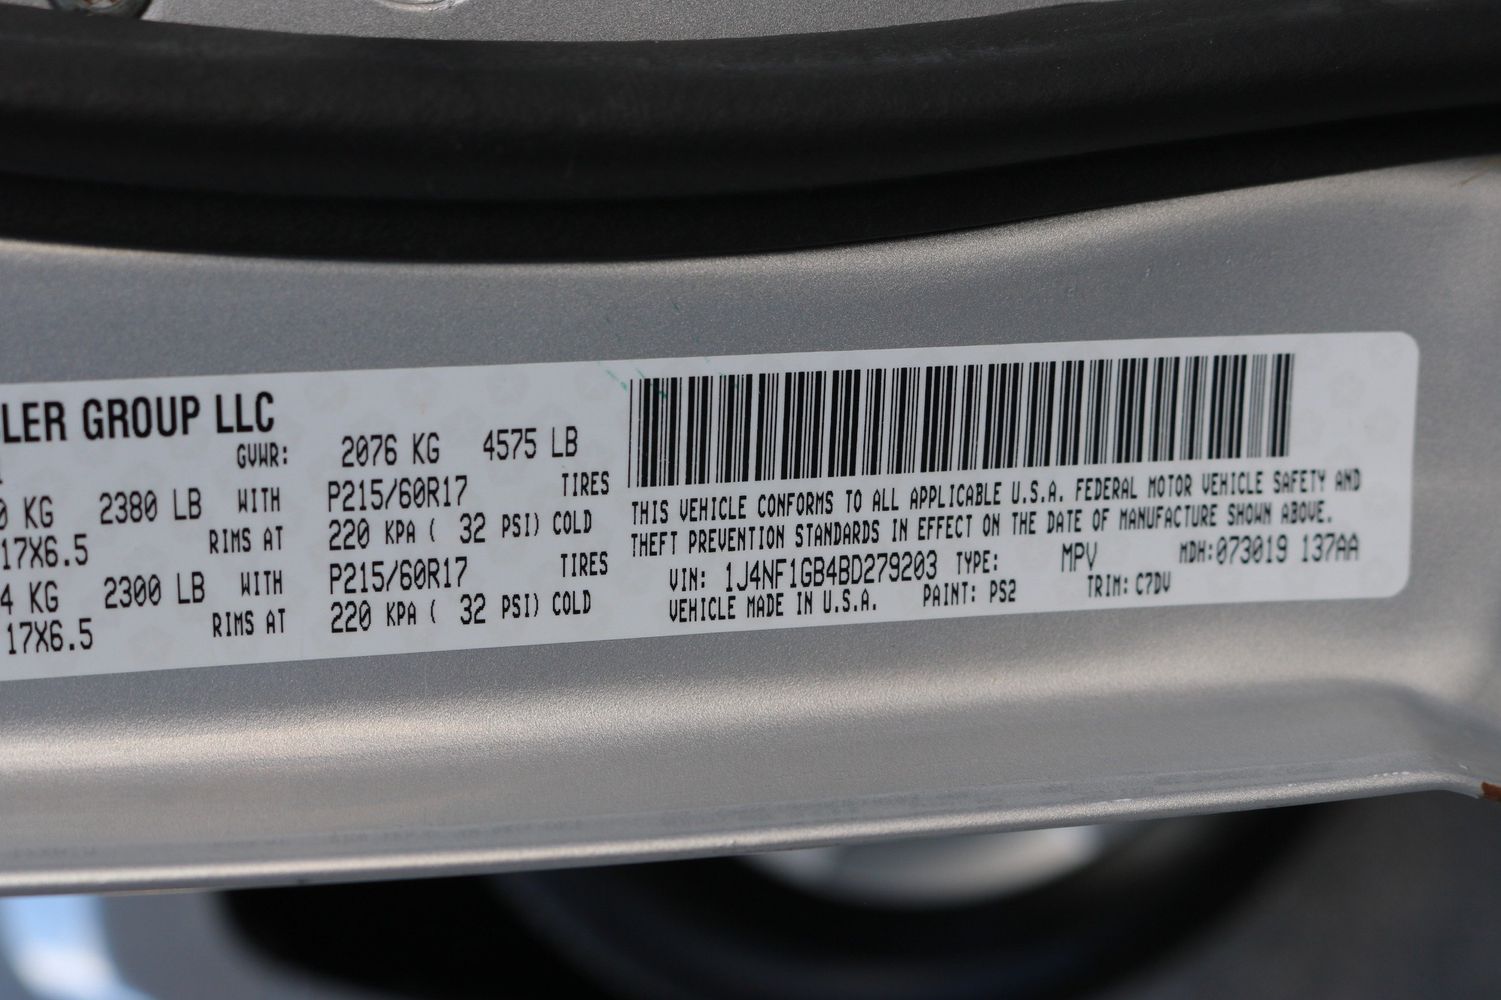 LER GROUP LLC
GVWR: 2076 KG 4575 LB
0 KG 2380 LB WITH P215/60R17 TIRES
17X6.5 RIMS AT 220 KPA ( 32 PSI) COLD
4 KG 2300 LB WITH P215/60R17 TIRES
17X6.5 RIMS AT 220 KPA ( 32 PSI) COLD
THIS VEHICLE CONFORMS TO ALL APPLICABLE U.S.A. FEDERAL MOTOR VEHICLE SAFETY AND
THEFT PREVENTION STANDARDS IN EFFECT ON THE DATE OF MANUFACTURE SHOWN ABOVE.
VIN: 1J4NF1GB4BD279203 TYPE: MPV MDH:073019 137AA
VEHICLE MADE IN U.S.A. PAINT: PS2 TRIM: C7DV